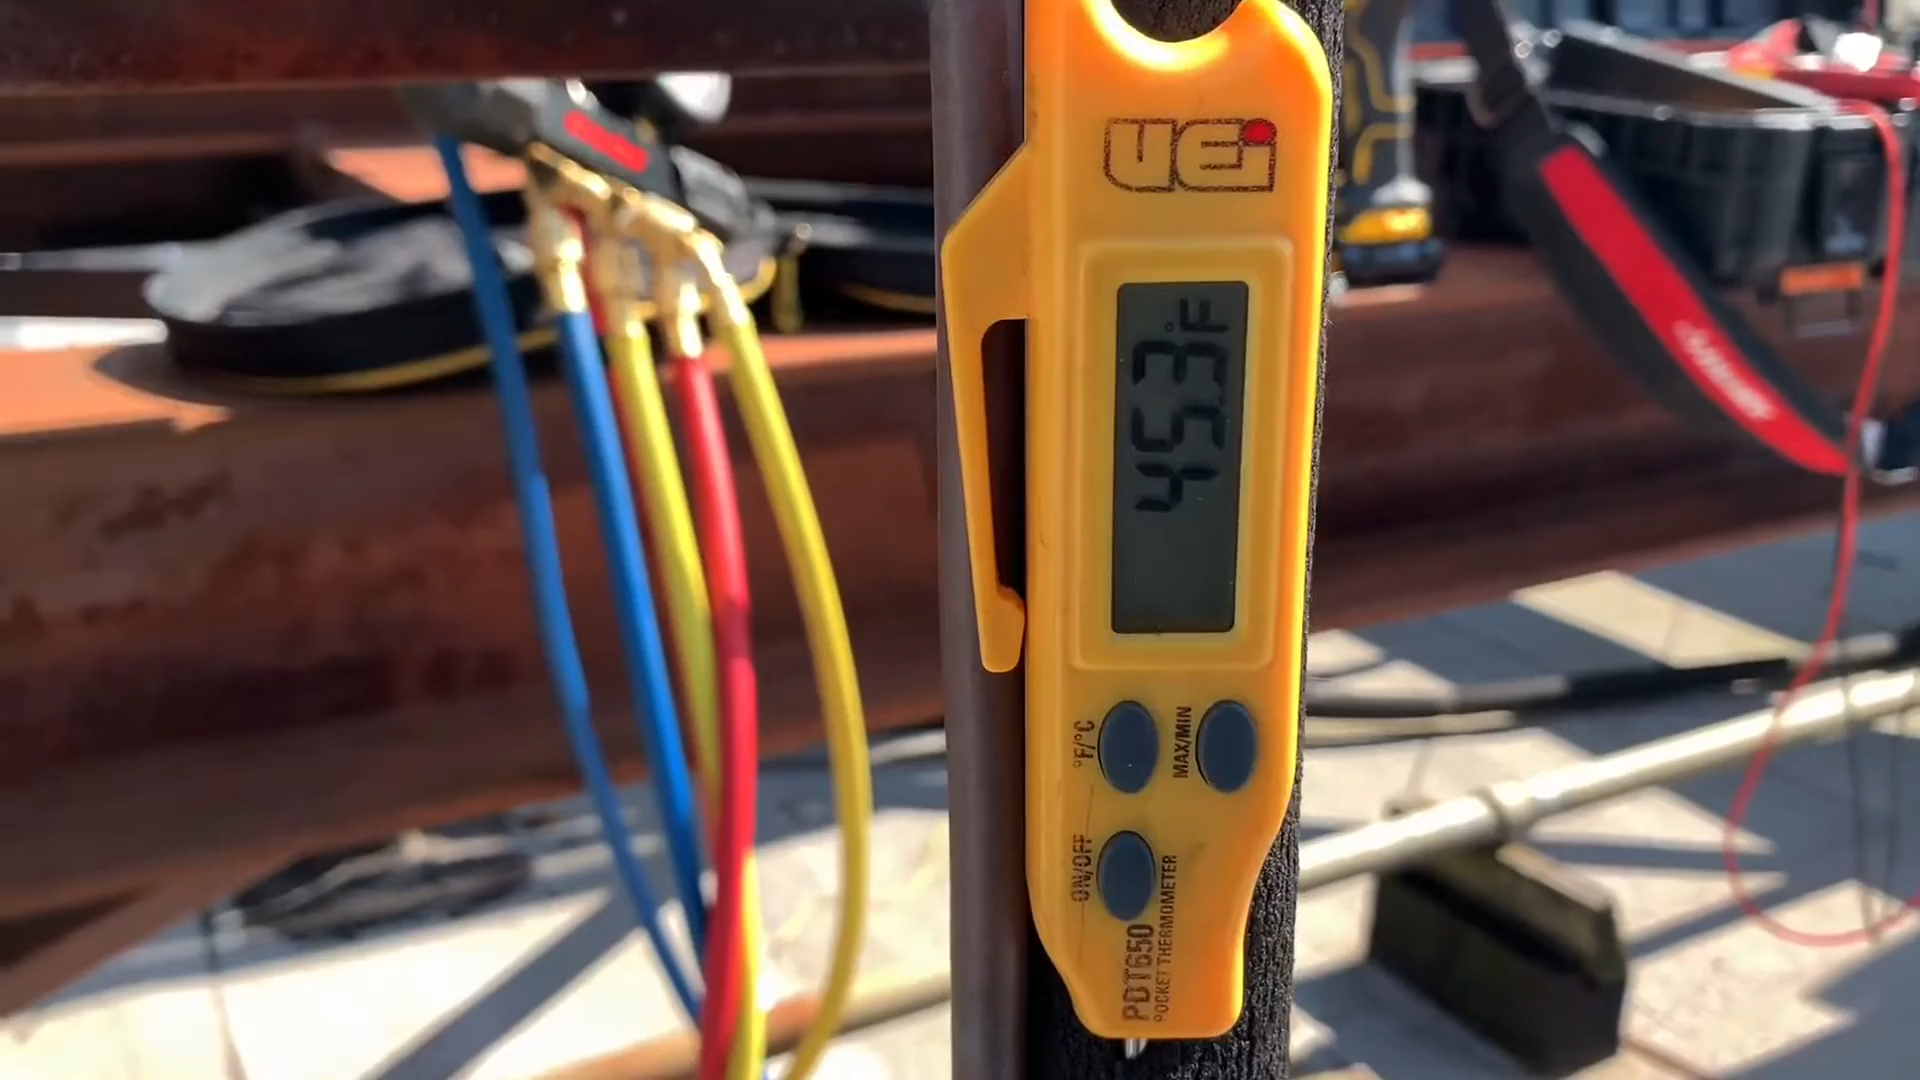 UEi
45.3°F
°F/°C
MAX/MIN
ON/OFF
PDT650
POCKET THERMOMETER